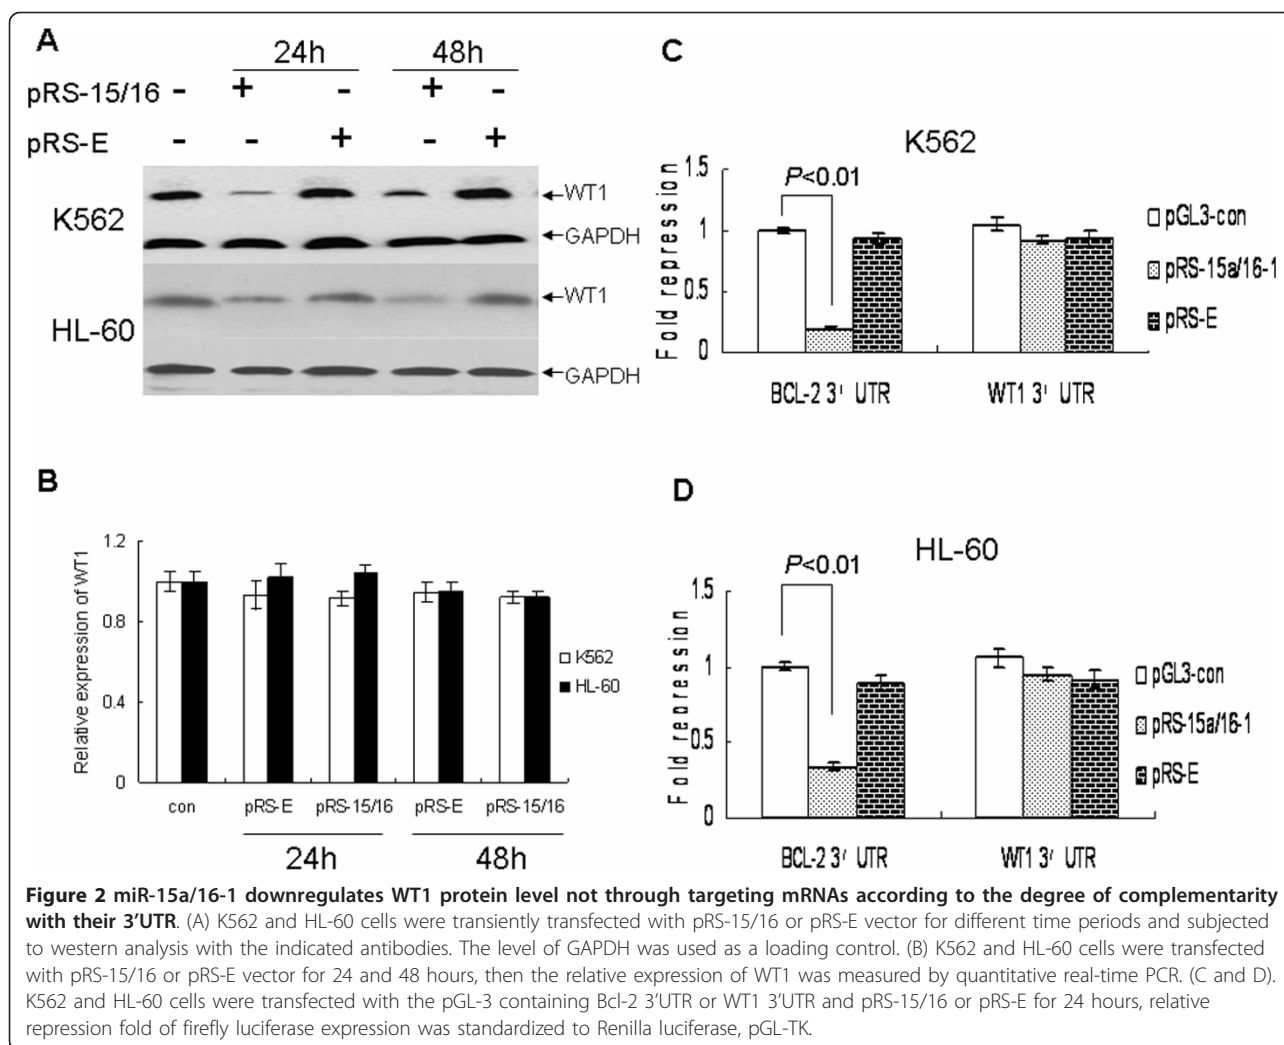 A
24h
48h
pRS-15/16 - + - + -
pRS-E - - + - +
K562
WT1
GAPDH
HL-60
WT1
GAPDH
B
Relative expression of WT1
1.2
0.8
0.4
0
K562
HL-60
con
pRS-E
pRS-15/16
pRS-E
pRS-15/16
24h
48h
C
K562
Fold repression
1.5
1
0.5
0
P<0.01
pGL3-con
pRS-15a/16-1
pRS-E
BCL-2 3' UTR
WT1 3' UTR
D
HL-60
Fold repression
1.5
1
0.5
0
P<0.01
pGL3-con
pRS-15a/16-1
pRS-E
BCL-2 3' UTR
WT1 3' UTR
Figure 2 miR-15a/16-1 downregulates WT1 protein level not through targeting mRNAs according to the degree of complementarity
with their 3'UTR. (A) K562 and HL-60 cells were transiently transfected with pRS-15/16 or pRS-E vector for different time periods and subjected
to western analysis with the indicated antibodies. The level of GAPDH was used as a loading control. (B) K562 and HL-60 cells were transfected
with pRS-15/16 or pRS-E vector for 24 and 48 hours, then the relative expression of WT1 was measured by quantitative real-time PCR. (C and D).
K562 and HL-60 cells were transfected with the pGL-3 containing Bcl-2 3'UTR or WT1 3'UTR and pRS-15/16 or pRS-E for 24 hours, relative
repression fold of firefly luciferase expression was standardized to Renilla luciferase, pGL-TK.